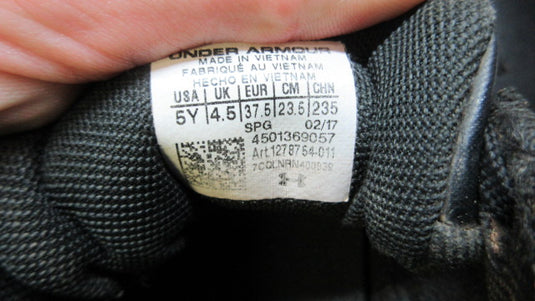 UNDER ARMOUR
MADE IN VIETNAM
FABRIQUÉ AU VIETNAM
HECHO EN VIETNAM
USA UK EUR CM CHN
5Y 4.5 37.5 23.5 235
SPG 02/17
4501369057
Art.1278764-011